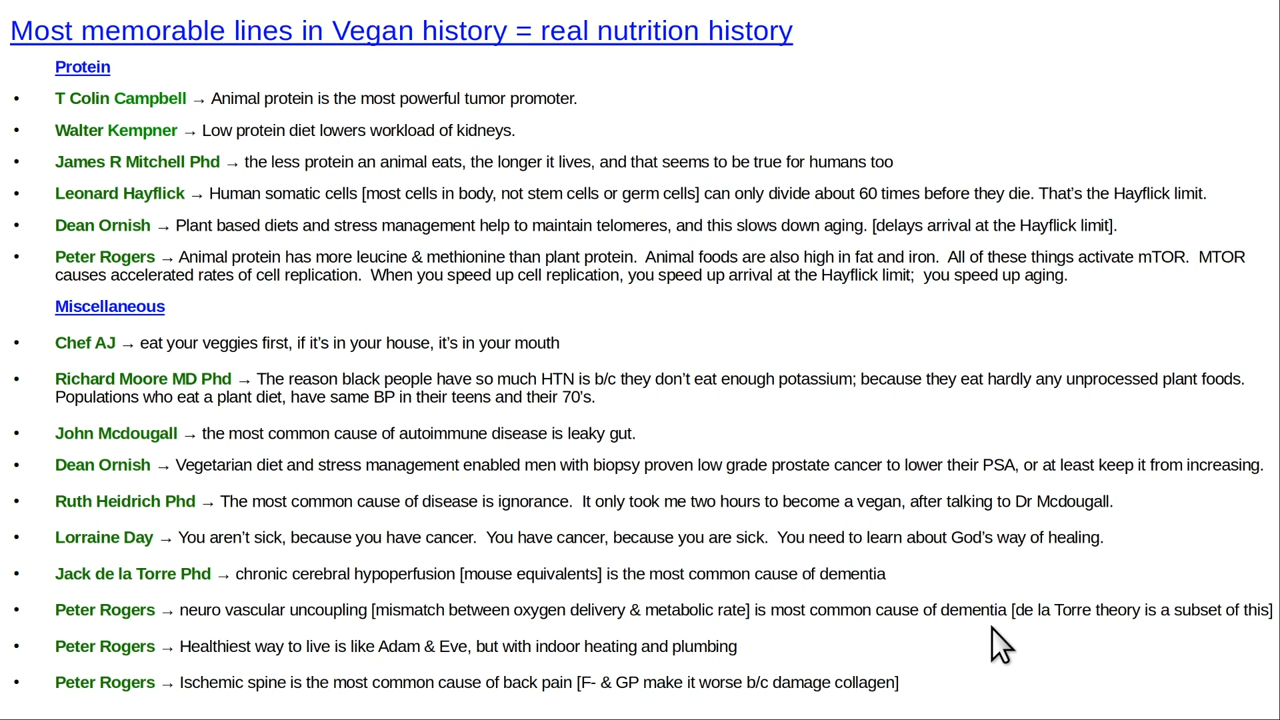 Most memorable lines in Vegan history = real nutrition history
Protein
• T Colin Campbell → Animal protein is the most powerful tumor promoter.
• Walter Kempner → Low protein diet lowers workload of kidneys.
• James R Mitchell Phd → the less protein an animal eats, the longer it lives, and that seems to be true for humans too
• Leonard Hayflick → Human somatic cells [most cells in body, not stem cells or germ cells] can only divide about 60 times before they die. That’s the Hayflick limit.
• Dean Ornish → Plant based diets and stress management help to maintain telomeres, and this slows down aging. [delays arrival at the Hayflick limit].
• Peter Rogers → Animal protein has more leucine & methionine than plant protein.  Animal foods are also high in fat and iron.  All of these things activate mTOR.  MTOR
causes accelerated rates of cell replication.  When you speed up cell replication, you speed up arrival at the Hayflick limit;  you speed up aging.
Miscellaneous
• Chef AJ → eat your veggies first, if it’s in your house, it’s in your mouth
• Richard Moore MD Phd → The reason black people have so much HTN is b/c they don’t eat enough potassium; because they eat hardly any unprocessed plant foods.
Populations who eat a plant diet, have same BP in their teens and their 70’s.
• John Mcdougall → the most common cause of autoimmune disease is leaky gut.
• Dean Ornish → Vegetarian diet and stress management enabled men with biopsy proven low grade prostate cancer to lower their PSA, or at least keep it from increasing.
• Ruth Heidrich Phd → The most common cause of disease is ignorance.  It only took me two hours to become a vegan, after talking to Dr Mcdougall.
• Lorraine Day → You aren’t sick, because you have cancer.  You have cancer, because you are sick.  You need to learn about God’s way of healing.
• Jack de la Torre Phd → chronic cerebral hypoperfusion [mouse equivalents] is the most common cause of dementia
• Peter Rogers → neuro vascular uncoupling [mismatch between oxygen delivery & metabolic rate] is most common cause of dementia [de la Torre theory is a subset of this]
• Peter Rogers → Healthiest way to live is like Adam & Eve, but with indoor heating and plumbing
• Peter Rogers → Ischemic spine is the most common cause of back pain [F- & GP make it worse b/c damage collagen]